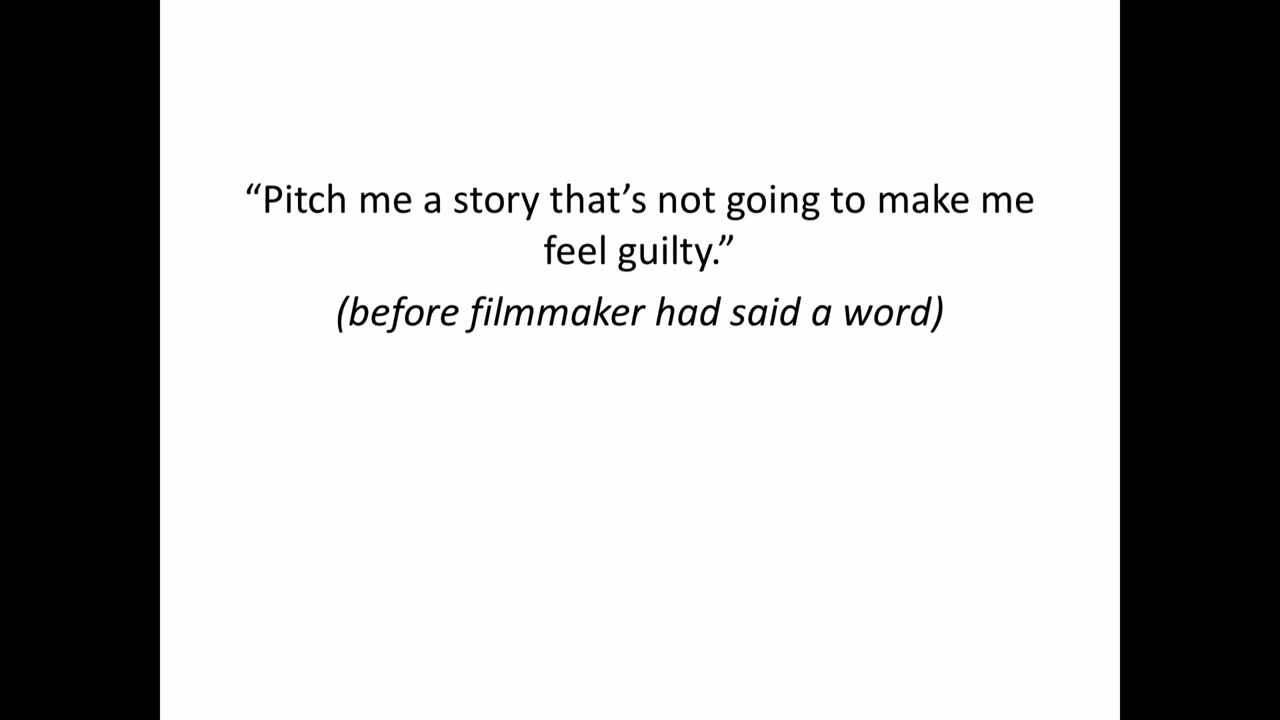 “Pitch me a story that’s not going to make me
feel guilty.”
(before filmmaker had said a word)